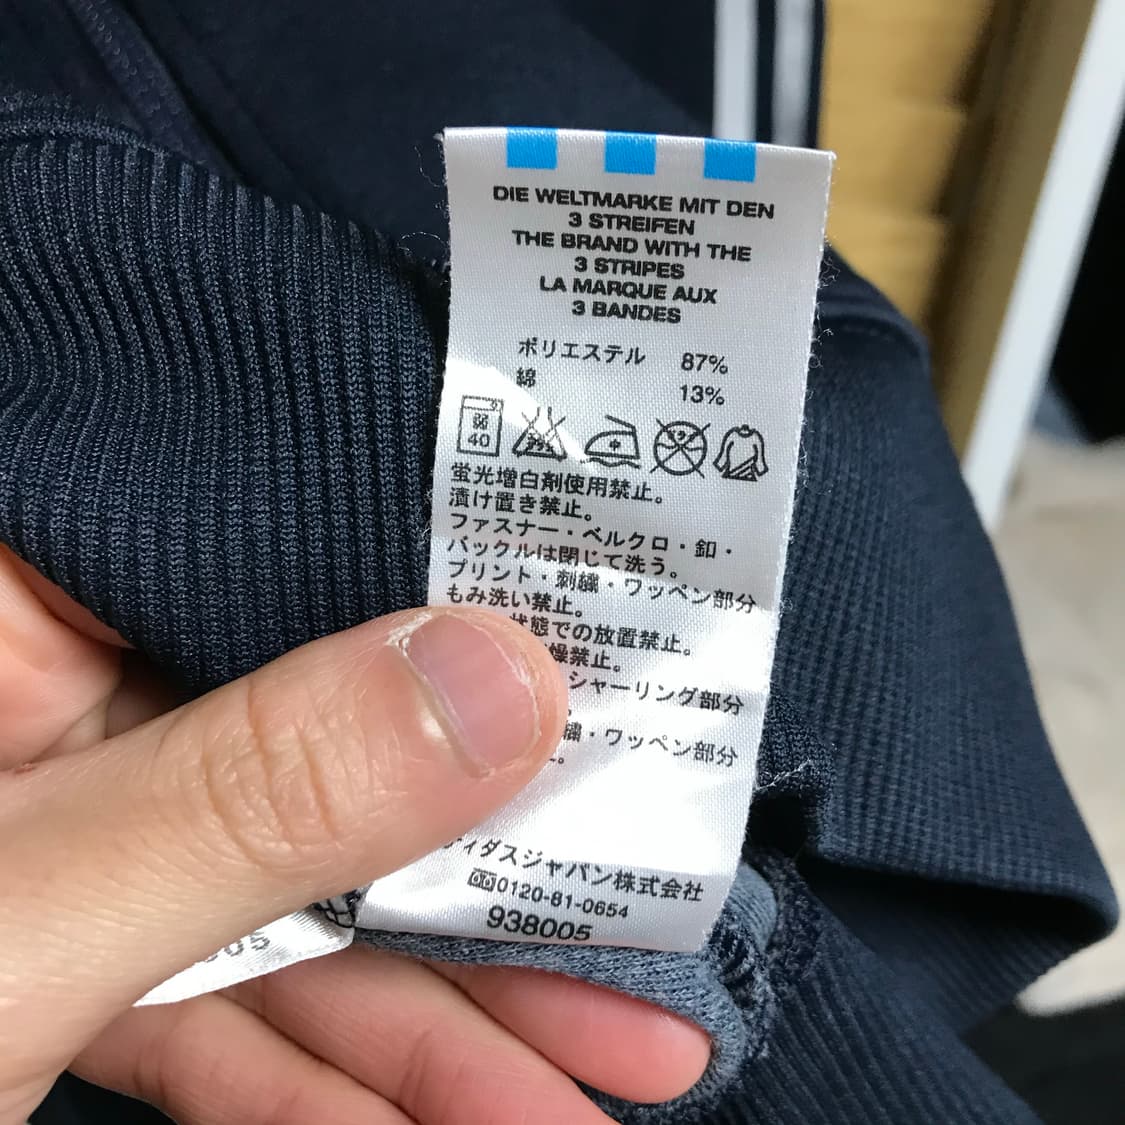 DIE WELTMARKE MIT DEN
3 STREIFEN
THE BRAND WITH THE
3 STRIPES
LA MARQUE AUX
3 BANDES
ポリエステル 87%
綿 13%
弱
40
蛍光増白剤使用禁止。
漬け置き禁止。
ファスナー・ベルクロ・釦・
バックルは閉じて洗う。
プリント・刺繍・ワッペン部分
もみ洗い禁止。
状態での放置禁止。
燥禁止。
シャーリング部分
繍・ワッペン部分
ィダスジャパン株式会社
0120-81-0654
938005